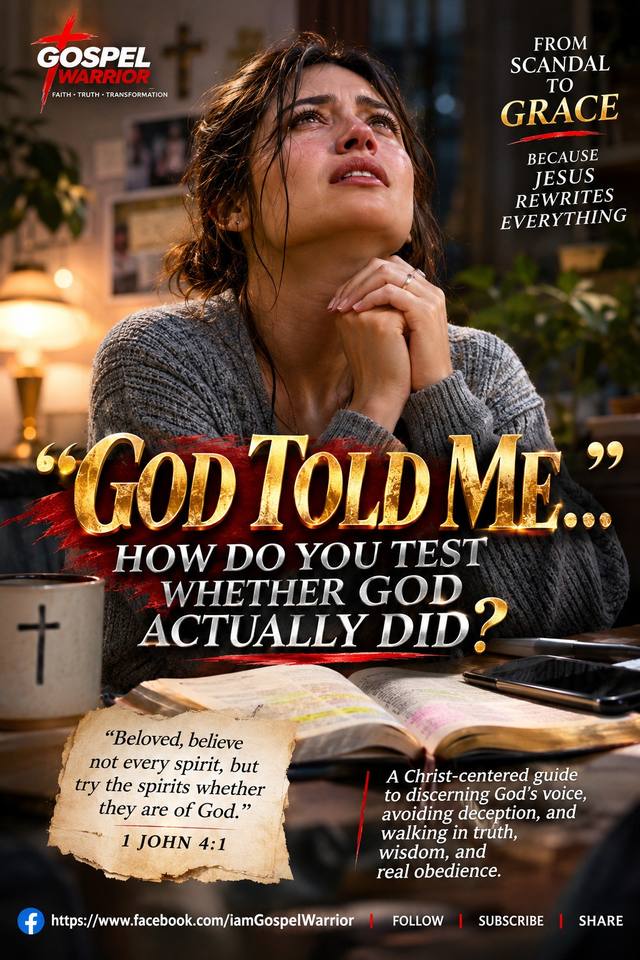 GOSPEL
WARRIOR
FAITH • TRUTH • TRANSFORMATION
FROM
SCANDAL
TO
GRACE
BECAUSE
JESUS
REWRITES
EVERYTHING
“GOD TOLD ME...”
HOW DO YOU TEST
WHETHER GOD
ACTUALLY DID?
“Beloved, believe
not every spirit, but
try the spirits whether
they are of God.”
1 JOHN 4:1
A Christ-centered guide
to discerning God’s voice,
avoiding deception, and
walking in truth,
wisdom, and
real obedience.
https://www.facebook.com/iamGospelWarrior | FOLLOW | SUBSCRIBE | SHARE